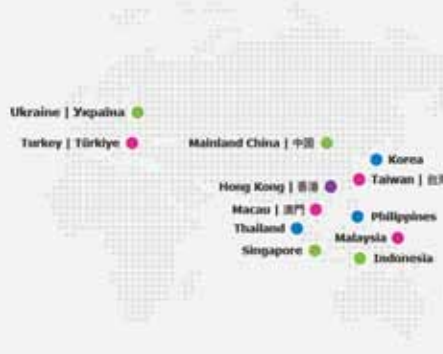 Ukraine | Україна
Turkey | Türkiye
Mainland China | 中国
Korea
Taiwan |
Hong Kong | 香港
Macau | 澳門
Philippines
Thailand
Malaysia
Singapore
Indonesia